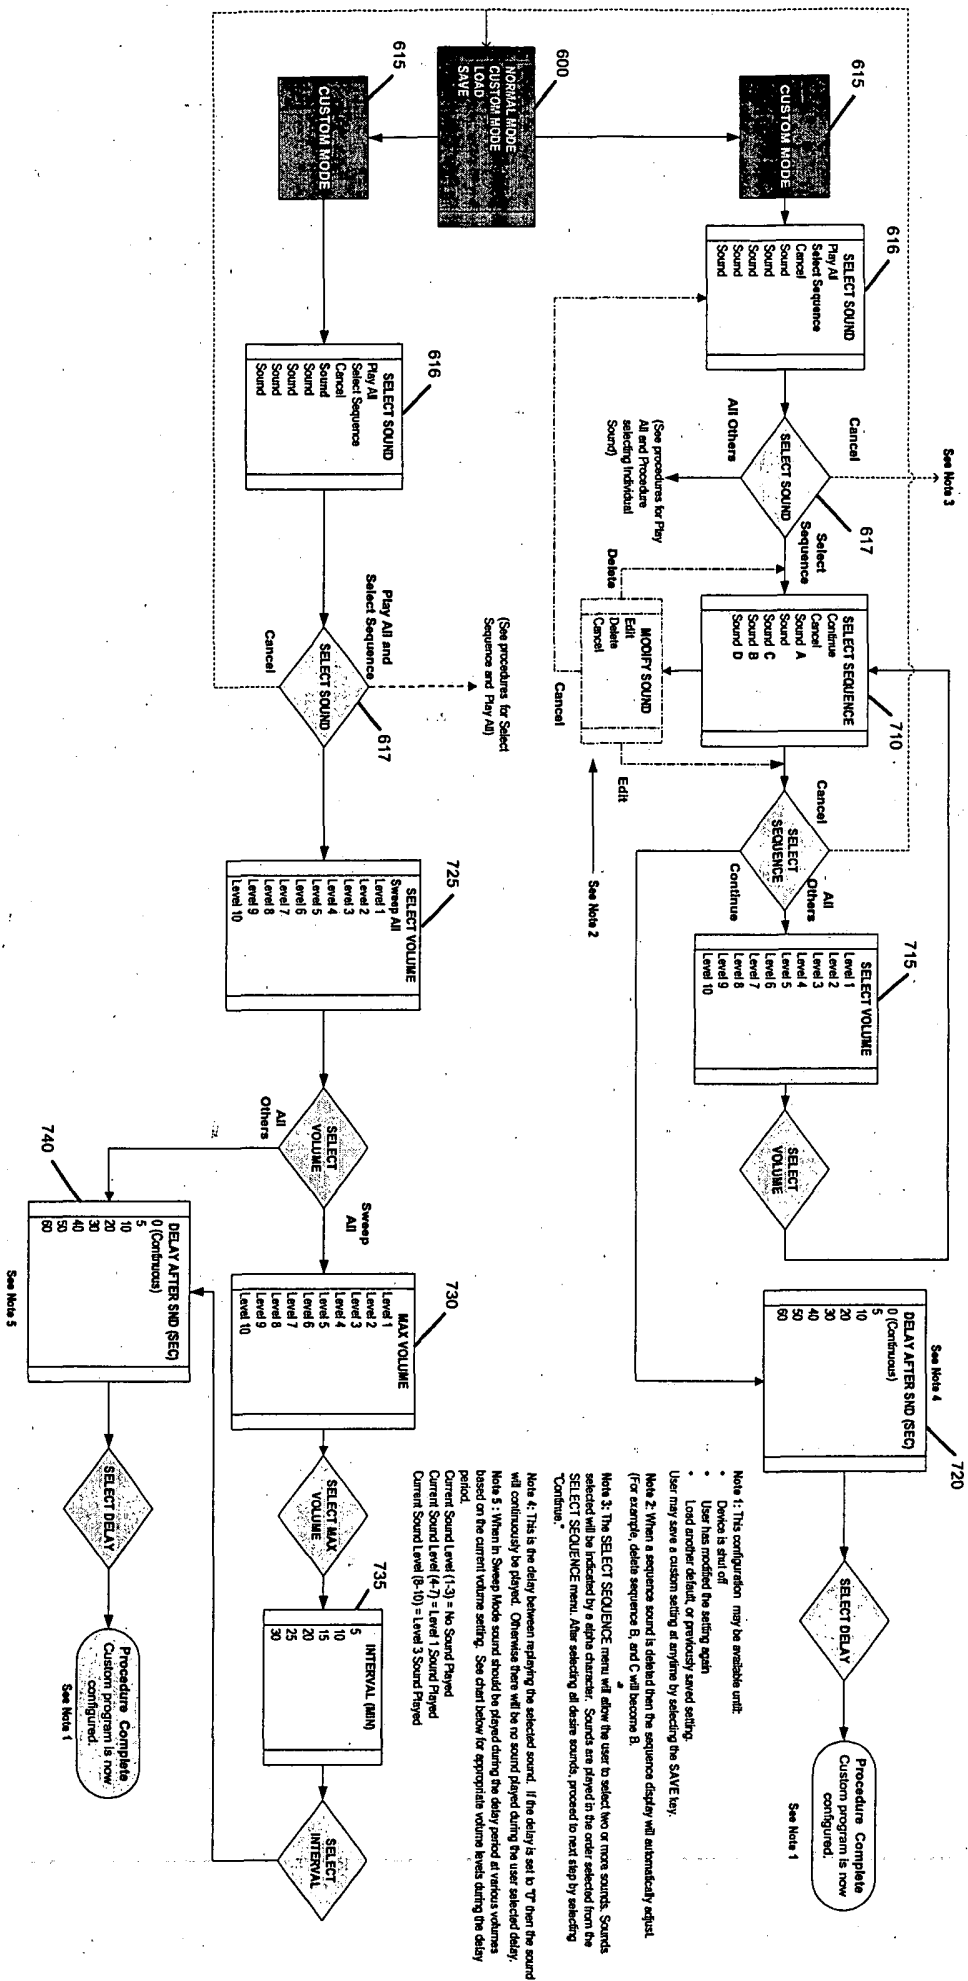 615
CUSTOM MODE
616
SELECT SOUND
Play All
Select Sequence
Cancel
Sound
Sound
Sound
Sound
Sound
See Note 3
Cancel
617
SELECT SOUND
All Others
(See procedures for Play
All and Procedure
selecting Individual
Sound)
Select
Sequence
SELECT SEQUENCE
Continue
Cancel
Sound A
Sound
Sound C
Sound B
Sound D
710
Delete
MODIFY SOUND
Edit
Delete
Cancel
Cancel
Edit
See Note 2
Cancel
SELECT
SEQUENCE
All
Others
Continue
715
SELECT VOLUME
Level 1
Level 2
Level 3
Level 4
Level 5
Level 6
Level 7
Level 8
Level 9
Level 10
SELECT
VOLUME
See Note 4
720
DELAY AFTER SND (SEC)
0 (Continuous)
5
10
20
30
40
50
60
SELECT DELAY
Procedure Complete
Custom program is now
configured.
See Note 1
600
NORMAL MODE
CUSTOM MODE
LOAD
SAVE
Note 1: This configuration may be available until:
• Device is shut off
• User has modified the setting again
• Load another default, or previously saved setting.
User may save a custom setting at anytime by selecting the SAVE key.
Note 2: When a sequence sound is deleted then the sequence display will automatically adjust.
(For example, delete sequence B, and C will become B.
Note 3: The SELECT SEQUENCE menu will allow the user to select two or more sounds. Sounds
selected will be indicated by a alpha character. Sounds are played in the order selected from the
SELECT SEQUENCE menu. After selecting all desire sounds, proceed to next step by selecting
"Continue."
Note 4: This is the delay between replaying the selected sound. If the delay is set to "0" then the sound
will continuously be played. Otherwise there will be no sound played during the user selected delay.
Note 5 : When in Sweep Mode sound should be played during the delay period at various volumes
based on the current volume setting. See chart below for appropriate volume levels during the delay
period.
Current Sound Level (1-3) = No Sound Played
Current Sound Level (4-7) = Level 1 Sound Played
Current Sound Level (8-10) = Level 3 Sound Played
615
CUSTOM MODE
616
SELECT SOUND
Play All
Select Sequence
Cancel
Sound
Sound
Sound
Sound
Sound
(See procedures for Select
Sequence and Play All)
Play All and
Select Sequence
617
SELECT SOUND
Cancel
725
SELECT VOLUME
Sweep All
Level 1
Level 2
Level 3
Level 4
Level 5
Level 6
Level 7
Level 8
Level 9
Level 10
SELECT
VOLUME
All
Others
Sweep
All
730
MAX VOLUME
Level 1
Level 2
Level 3
Level 4
Level 5
Level 6
Level 7
Level 8
Level 9
Level 10
SELECT MAX
VOLUME
735
INTERVAL (MIN)
5
10
15
20
25
30
SELECT
INTERVAL
740
DELAY AFTER SND (SEC)
0 (Continuous)
5
10
20
30
40
50
60
See Note 5
SELECT DELAY
Procedure Complete
Custom program is now
configured.
See Note 1